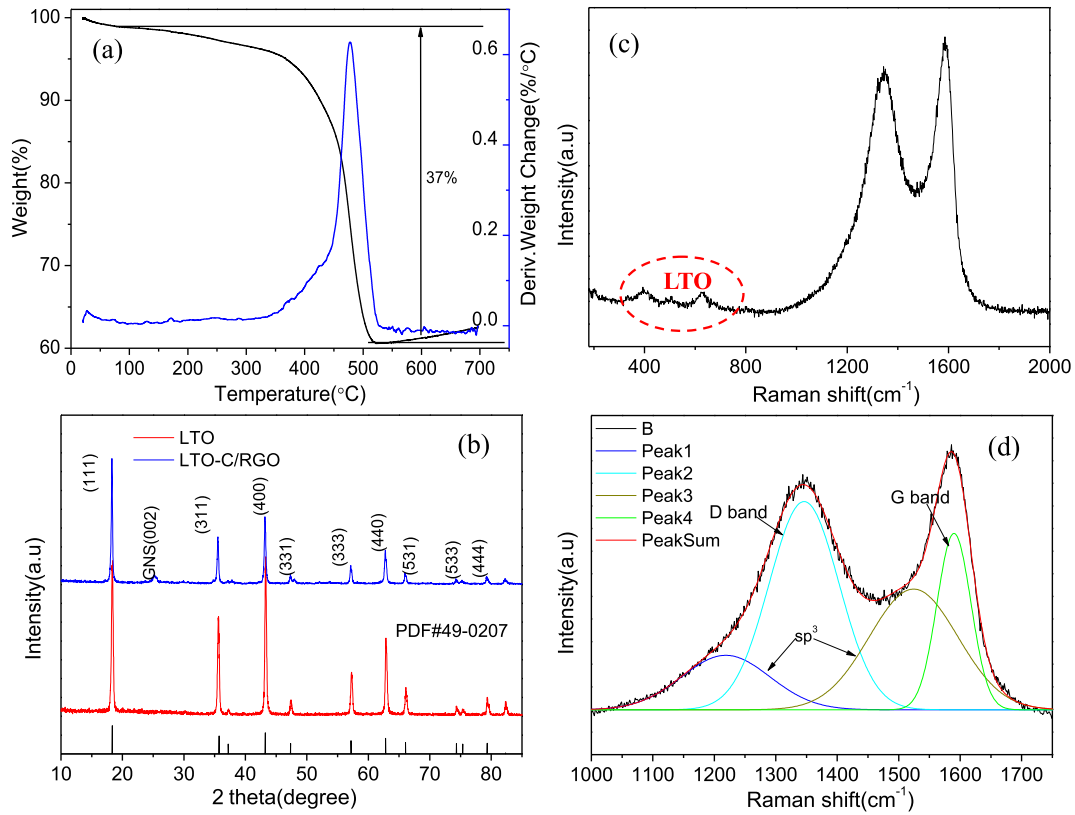 (a)
100
90
80
70
60
Weight(%)
0
100
200
300
400
500
600
700
Temperature(°C)
0.6
0.4
0.2
0.0
Deriv.Weight Change(%/°C)
37%
(c)
LTO
Intensity(a.u)
400
800
1200
1600
2000
Raman shift(cm-1)
(b)
LTO
LTO-C/RGO
(111)
GNS(002)
(311)
(400)
(331)
(333)
(440)
(531)
(533)
(444)
PDF#49-0207
Intensity(a.u)
10
20
30
40
50
60
70
80
2 theta(degree)
(d)
B
Peak1
Peak2
Peak3
Peak4
PeakSum
D band
G band
sp3
Intensity(a.u)
1000
1100
1200
1300
1400
1500
1600
1700
Raman shift(cm-1)